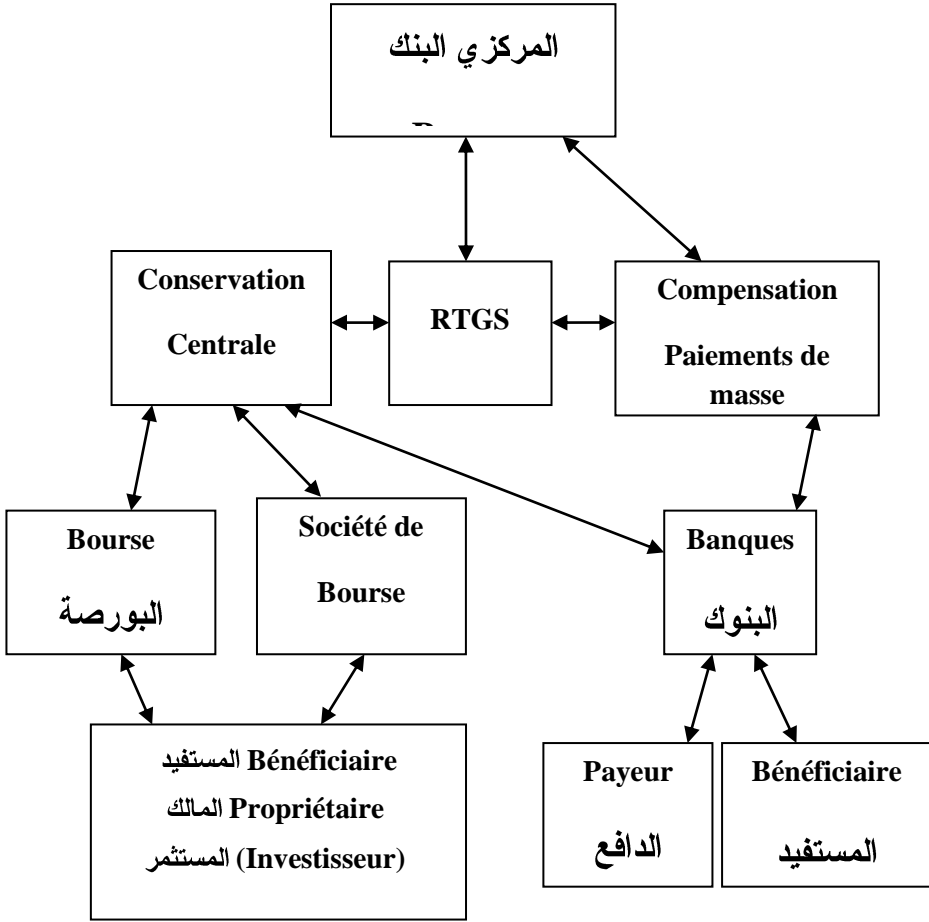 المركزي البنك
Conservation
Centrale
RTGS
Compensation
Paiements de
masse
Bourse
البورصة
Société de
Bourse
Banques
البنوك
المستفيد Bénéficiaire
المالك Propriétaire
المستثمر (Investisseur)
Payeur
الدافع
Bénéficiaire
المستفيد